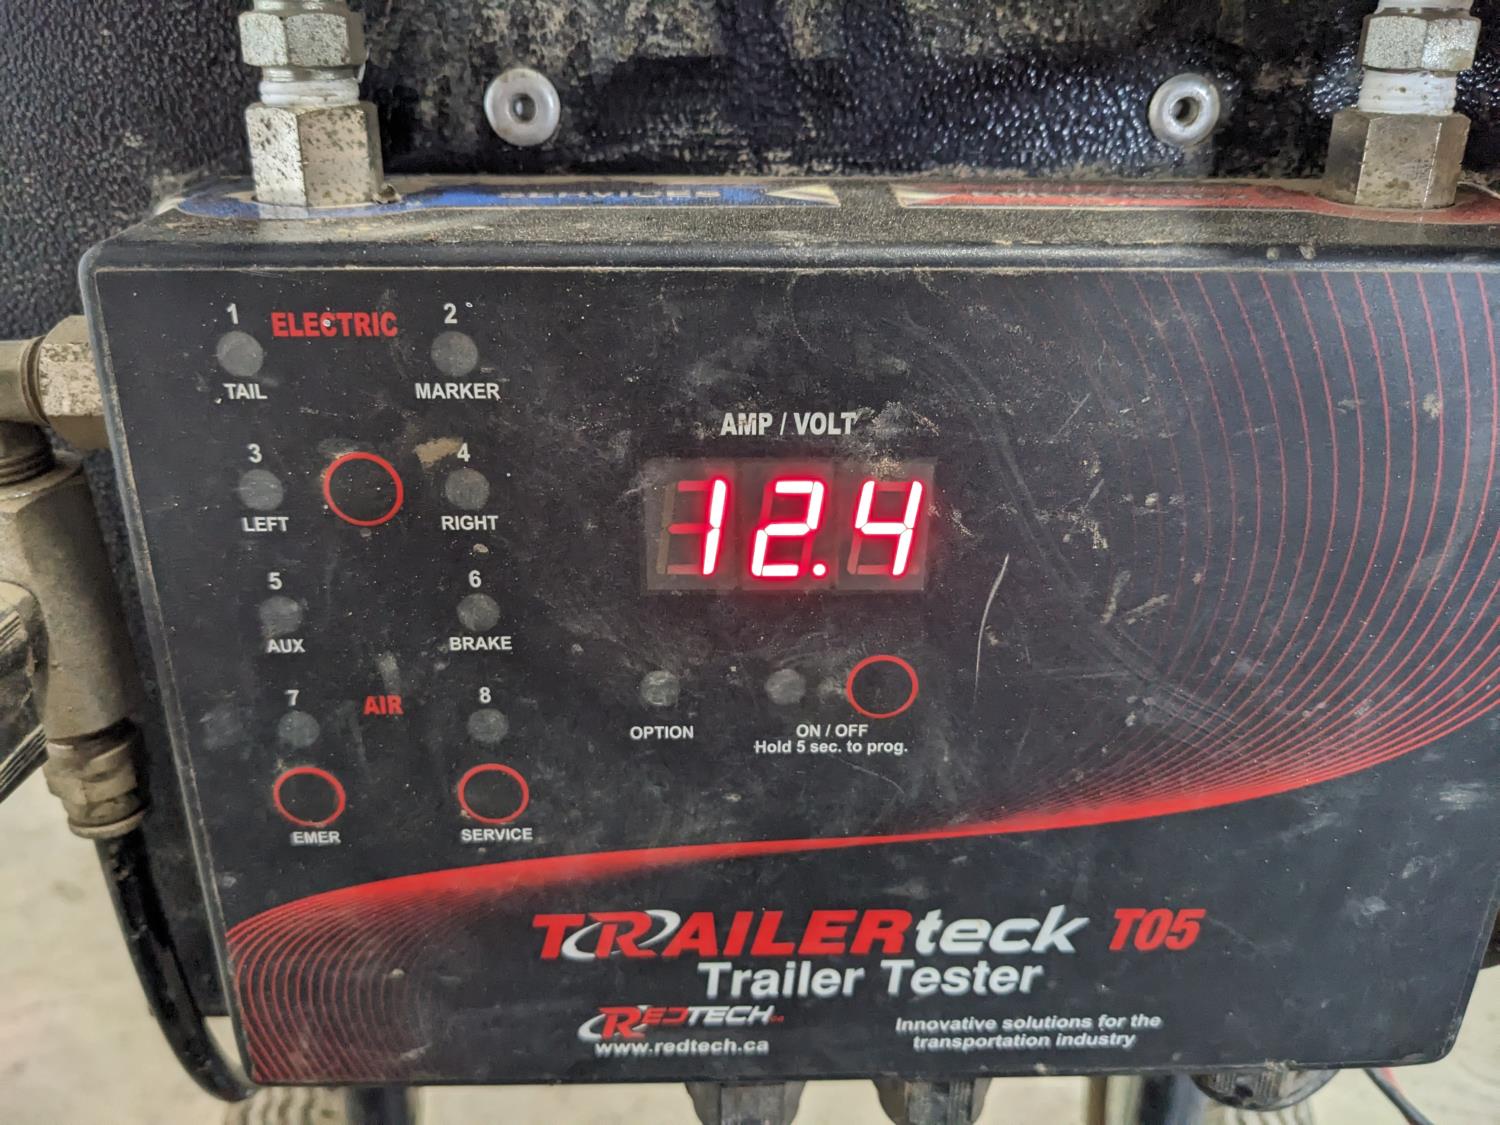 1 ELECTRIC 2
TAIL MARKER
3 4
LEFT RIGHT
5 6
AUX BRAKE
7 AIR 8
EMER SERVICE
AMP / VOLT
12.4
OPTION
ON / OFF
Hold 5 sec. to prog.
TRAILERteck T05
Trailer Tester
REDTECH.ca
www.redtech.ca
Innovative solutions for the
transportation industry